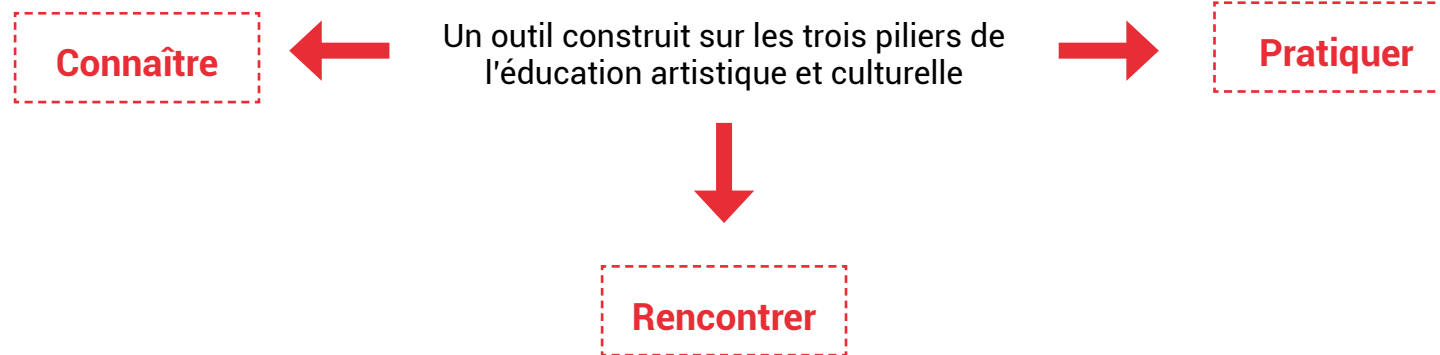 Connaître
Un outil construit sur les trois piliers de
l'éducation artistique et culturelle
Pratiquer
Rencontrer